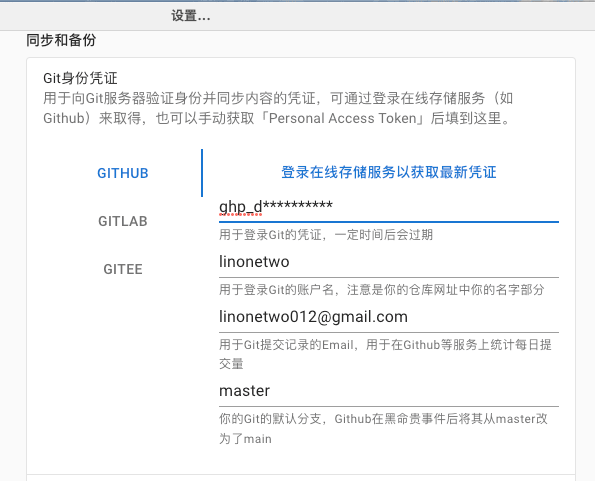 设置...
同步和备份
Git身份凭证
用于向Git服务器验证身份并同步内容的凭证，可通过登录在线存储服务（如
Github）来取得，也可以手动获取「Personal Access Token」后填到这里。
GITHUB
GITLAB
GITEE
登录在线存储服务以获取最新凭证
ghp_d**********
用于登录Git的凭证，一定时间后会过期
linonetwo
用于登录Git的账户名，注意是你的仓库网址中你的名字部分
linonetwo012@gmail.com
用于Git提交记录的Email，用于在Github等服务上统计每日提
交量
master
你的Git的默认分支，Github在黑命贵事件后将其从master改
为了main